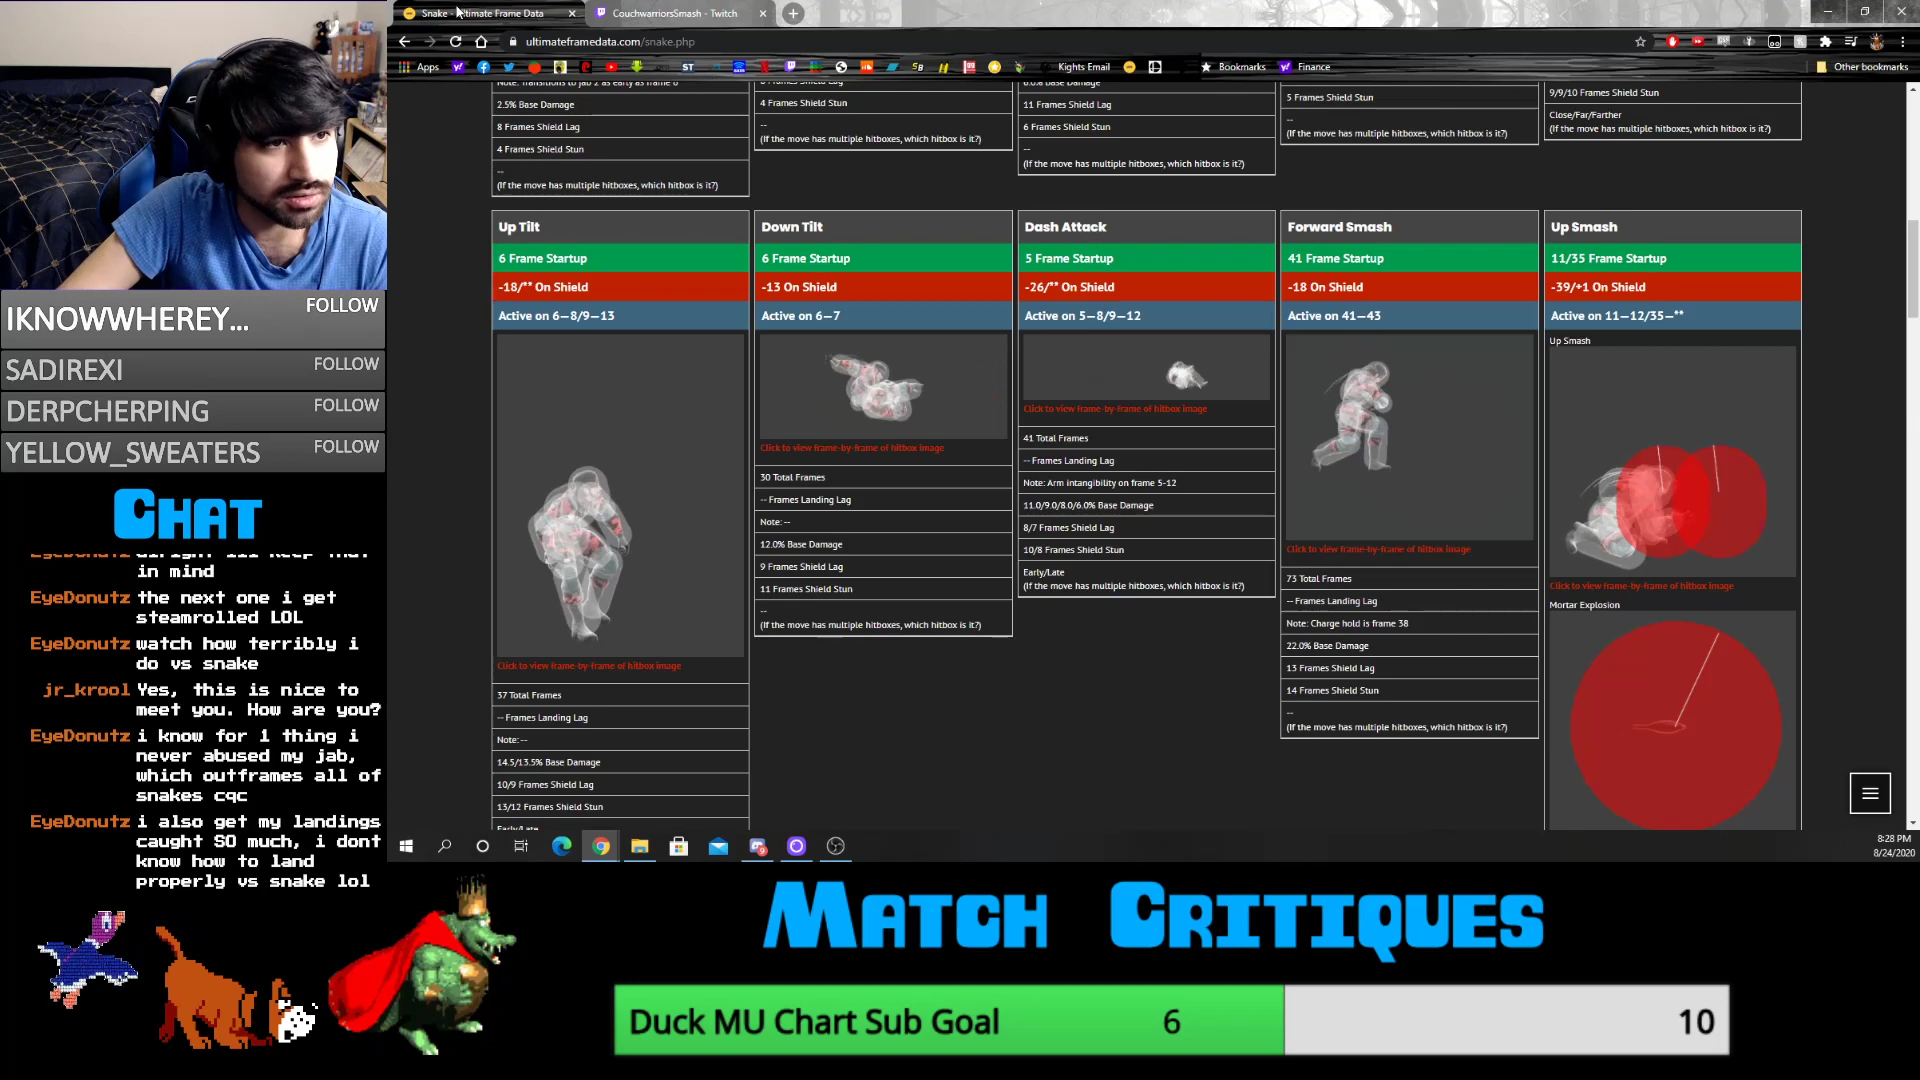 Snake - Ultimate Frame Data
CouchwarriorsSmash - Twitch
ultimateframedata.com/snake.php
Apps
ST
Kights Email
Bookmarks
Finance
Other bookmarks
Note: Transitions to jab 2 as early as frame 6
2.5% Base Damage
8 Frames Shield Lag
4 Frames Shield Stun
--
(If the move has multiple hitboxes, which hitbox is it?)
4 Frames Shield Stun
--
(If the move has multiple hitboxes, which hitbox is it?)
11 Frames Shield Lag
6 Frames Shield Stun
--
(If the move has multiple hitboxes, which hitbox is it?)
5 Frames Shield Stun
--
(If the move has multiple hitboxes, which hitbox is it?)
9/9/10 Frames Shield Stun
Close/Far/Farther
(If the move has multiple hitboxes, which hitbox is it?)
Up Tilt
6 Frame Startup
-18/** On Shield
Active on 6—8/9—13
Click to view frame-by-frame of hitbox image
37 Total Frames
-- Frames Landing Lag
Note: --
14.5/13.5% Base Damage
10/9 Frames Shield Lag
13/12 Frames Shield Stun
Early/Late
Down Tilt
6 Frame Startup
-13 On Shield
Active on 6—7
Click to view frame-by-frame of hitbox image
30 Total Frames
-- Frames Landing Lag
Note: --
12.0% Base Damage
9 Frames Shield Lag
11 Frames Shield Stun
--
(If the move has multiple hitboxes, which hitbox is it?)
Dash Attack
5 Frame Startup
-26/** On Shield
Active on 5—8/9—12
Click to view frame-by-frame of hitbox image
41 Total Frames
-- Frames Landing Lag
Note: Arm intangibility on frame 5-12
11.0/9.0/8.0/6.0% Base Damage
8/7 Frames Shield Lag
10/8 Frames Shield Stun
Early/Late
(If the move has multiple hitboxes, which hitbox is it?)
Forward Smash
41 Frame Startup
-18 On Shield
Active on 41—43
Click to view frame-by-frame of hitbox image
73 Total Frames
-- Frames Landing Lag
Note: Charge hold is frame 38
22.0% Base Damage
13 Frames Shield Lag
14 Frames Shield Stun
--
(If the move has multiple hitboxes, which hitbox is it?)
Up Smash
11/35 Frame Startup
-39/+1 On Shield
Active on 11—12/35—**
Up Smash
Click to view frame-by-frame of hitbox image
Mortar Explosion
8:28 PM
8/24/2020
IKNOWWHEREY... FOLLOW
SADIREXI FOLLOW
DERPCHERPING FOLLOW
YELLOW_SWEATERS FOLLOW
CHAT
EyeDonutz alright ill keep that
in mind
EyeDonutz the next one i get
steamrolled LOL
EyeDonutz watch how terribly i
do vs snake
jr_krool Yes, this is nice to
meet you. How are you?
EyeDonutz i know for 1 thing i
never abused my jab,
which outframes all of
snakes cqc
EyeDonutz i also get my landings
caught SO much, i dont
know how to land
properly vs snake lol
MATCH CRITIQUES
Duck MU Chart Sub Goal 6 10